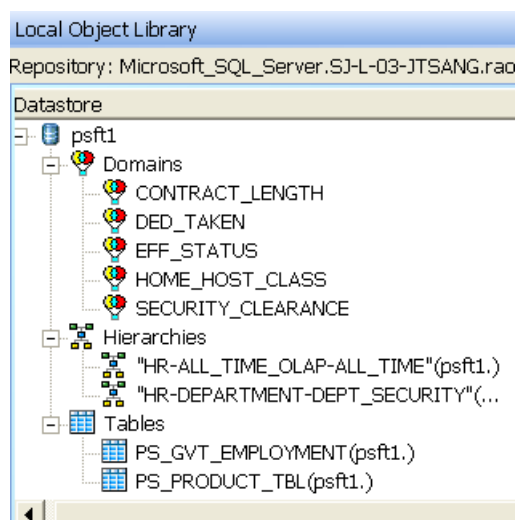 Local Object Library
Repository: Microsoft_SQL_Server.SJ-L-03-JTSANG.rao
Datastore
psft1
Domains
CONTRACT_LENGTH
DED_TAKEN
EFF_STATUS
HOME_HOST_CLASS
SECURITY_CLEARANCE
Hierarchies
"HR-ALL_TIME_OLAP-ALL_TIME"(psft1.)
"HR-DEPARTMENT-DEPT_SECURITY"(...
Tables
PS_GVT_EMPLOYMENT(psft1.)
PS_PRODUCT_TBL(psft1.)